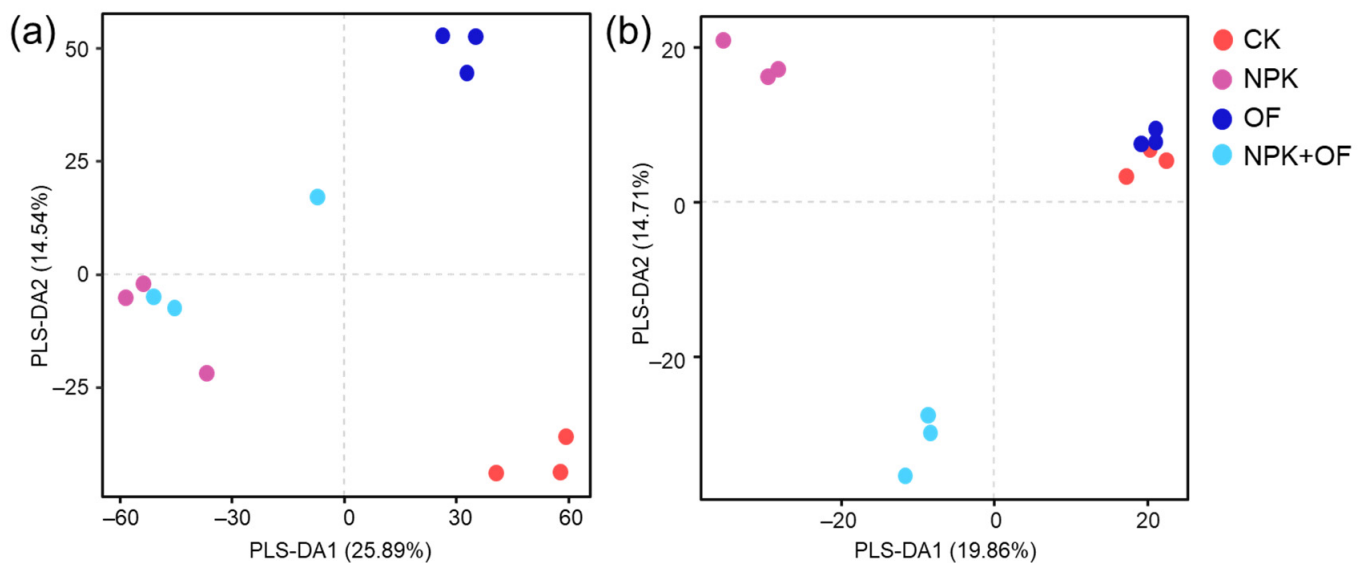 (a)
50
25
0
–25
PLS-DA2 (14.54%)
–60
–30
0
30
60
PLS-DA1 (25.89%)
(b)
20
0
–20
PLS-DA2 (14.71%)
–20
0
20
PLS-DA1 (19.86%)
CK
NPK
OF
NPK+OF